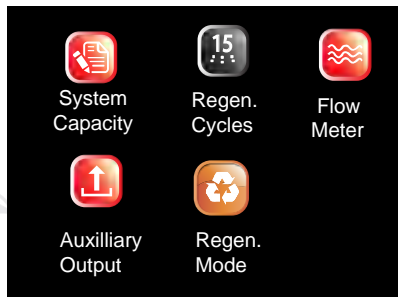 15
System
Capacity
Regen.
Cycles
Flow
Meter
Auxilliary
Output
Regen.
Mode